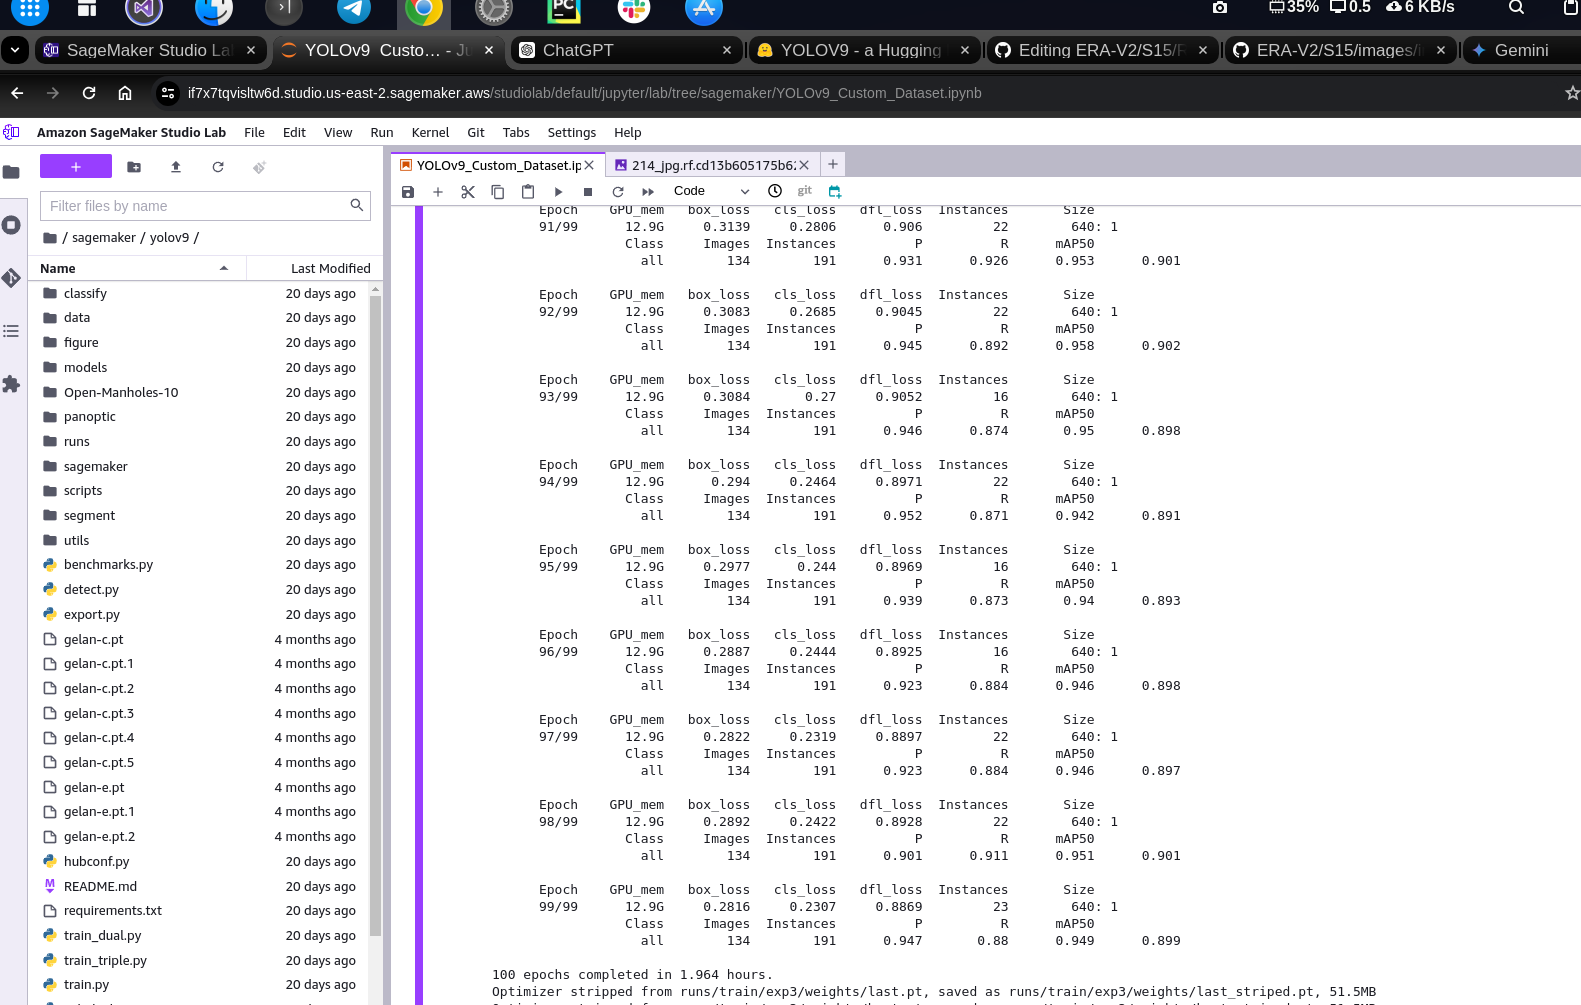 35% 0.5 6 KB/s
SageMaker Studio La
YOLOv9 Custo… - Ju
ChatGPT
YOLOV9 - a Hugging
Editing ERA-V2/S15/R
ERA-V2/S15/images/i
Gemini
if7x7tqvisltw6d.studio.us-east-2.sagemaker.aws/studiolab/default/jupyter/lab/tree/sagemaker/YOLOv9_Custom_Dataset.ipynb
Amazon SageMaker Studio Lab File Edit View Run Kernel Git Tabs Settings Help
YOLOv9_Custom_Dataset.ip
214_jpg.rf.cd13b605175b6
Code
git
Filter files by name
/ sagemaker / yolov9 /
Name Last Modified
classify 20 days ago
data 20 days ago
figure 20 days ago
models 20 days ago
Open-Manholes-10 20 days ago
panoptic 20 days ago
runs 20 days ago
sagemaker 20 days ago
scripts 20 days ago
segment 20 days ago
utils 20 days ago
benchmarks.py 20 days ago
detect.py 20 days ago
export.py 20 days ago
gelan-c.pt 4 months ago
gelan-c.pt.1 4 months ago
gelan-c.pt.2 4 months ago
gelan-c.pt.3 4 months ago
gelan-c.pt.4 4 months ago
gelan-c.pt.5 4 months ago
gelan-e.pt 4 months ago
gelan-e.pt.1 4 months ago
gelan-e.pt.2 4 months ago
hubconf.py 20 days ago
README.md 20 days ago
requirements.txt 20 days ago
train_dual.py 20 days ago
train_triple.py 20 days ago
train.py 20 days ago
Epoch GPU_mem box_loss cls_loss dfl_loss Instances Size
91/99 12.9G 0.3139 0.2806 0.906 22 640: 1
Class Images Instances P R mAP50
all 134 191 0.931 0.926 0.953 0.901
Epoch GPU_mem box_loss cls_loss dfl_loss Instances Size
92/99 12.9G 0.3083 0.2685 0.9045 22 640: 1
Class Images Instances P R mAP50
all 134 191 0.945 0.892 0.958 0.902
Epoch GPU_mem box_loss cls_loss dfl_loss Instances Size
93/99 12.9G 0.3084 0.27 0.9052 16 640: 1
Class Images Instances P R mAP50
all 134 191 0.946 0.874 0.95 0.898
Epoch GPU_mem box_loss cls_loss dfl_loss Instances Size
94/99 12.9G 0.294 0.2464 0.8971 22 640: 1
Class Images Instances P R mAP50
all 134 191 0.952 0.871 0.942 0.891
Epoch GPU_mem box_loss cls_loss dfl_loss Instances Size
95/99 12.9G 0.2977 0.244 0.8969 16 640: 1
Class Images Instances P R mAP50
all 134 191 0.939 0.873 0.94 0.893
Epoch GPU_mem box_loss cls_loss dfl_loss Instances Size
96/99 12.9G 0.2887 0.2444 0.8925 16 640: 1
Class Images Instances P R mAP50
all 134 191 0.923 0.884 0.946 0.898
Epoch GPU_mem box_loss cls_loss dfl_loss Instances Size
97/99 12.9G 0.2822 0.2319 0.8897 22 640: 1
Class Images Instances P R mAP50
all 134 191 0.923 0.884 0.946 0.897
Epoch GPU_mem box_loss cls_loss dfl_loss Instances Size
98/99 12.9G 0.2892 0.2422 0.8928 22 640: 1
Class Images Instances P R mAP50
all 134 191 0.901 0.911 0.951 0.901
Epoch GPU_mem box_loss cls_loss dfl_loss Instances Size
99/99 12.9G 0.2816 0.2307 0.8869 23 640: 1
Class Images Instances P R mAP50
all 134 191 0.947 0.88 0.949 0.899
100 epochs completed in 1.964 hours.
Optimizer stripped from runs/train/exp3/weights/last.pt, saved as runs/train/exp3/weights/last_striped.pt, 51.5MB